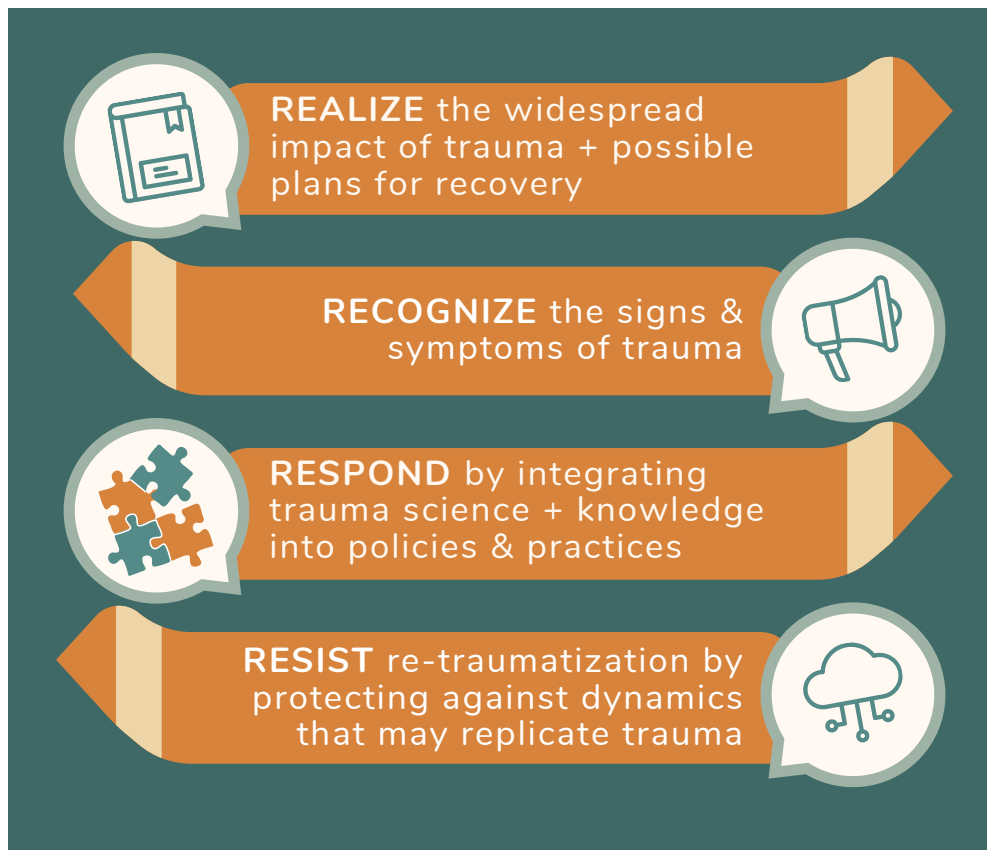 REALIZE the widespread
impact of trauma + possible
plans for recovery
RECOGNIZE the signs &
symptoms of trauma
RESPOND by integrating
trauma science + knowledge
into policies & practices
RESIST re-traumatization by
protecting against dynamics
that may replicate trauma